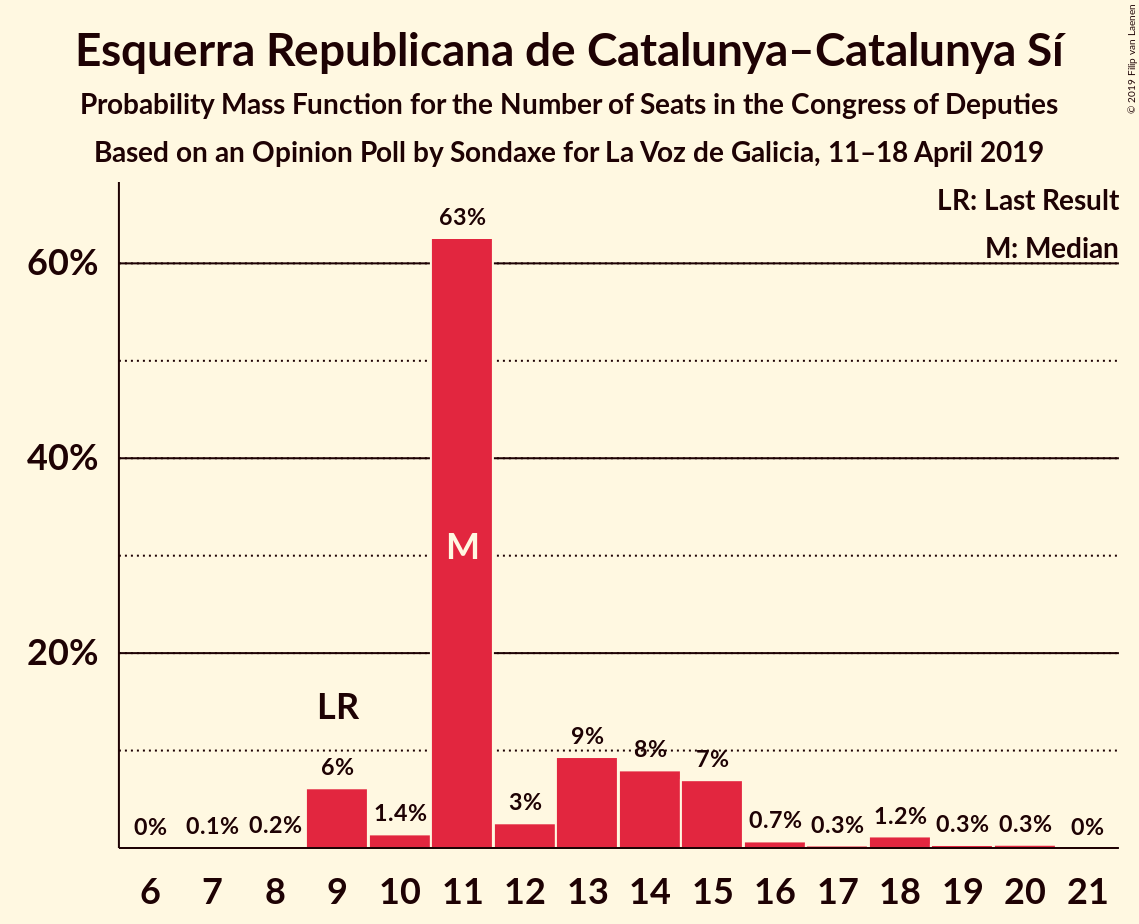 Esquerra Republicana de Catalunya–Catalunya Sí
Probability Mass Function for the Number of Seats in the Congress of Deputies
Based on an Opinion Poll by Sondaxe for La Voz de Galicia, 11–18 April 2019
© 2019 Filip van Laenen
LR: Last Result
M: Median
60%
40%
20%
63%
M
LR
0%
0.1%
0.2%
6%
1.4%
3%
9%
8%
7%
0.7%
0.3%
1.2%
0.3%
0.3%
0%
6 7 8 9 10 11 12 13 14 15 16 17 18 19 20 21